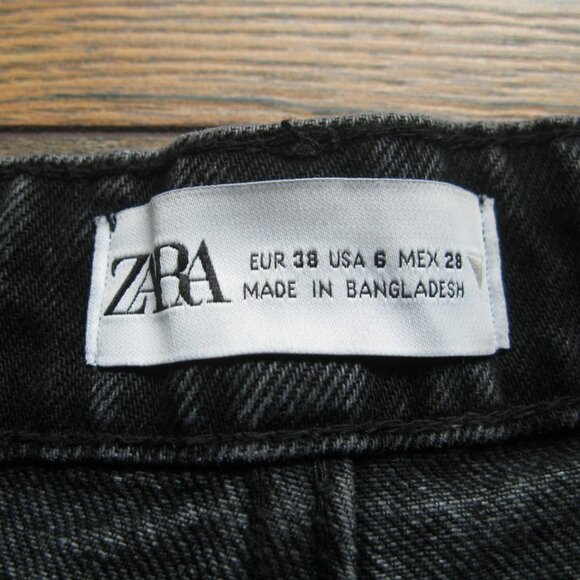 ZARA
EUR 38 USA 6 MEX 28
MADE IN BANGLADESH